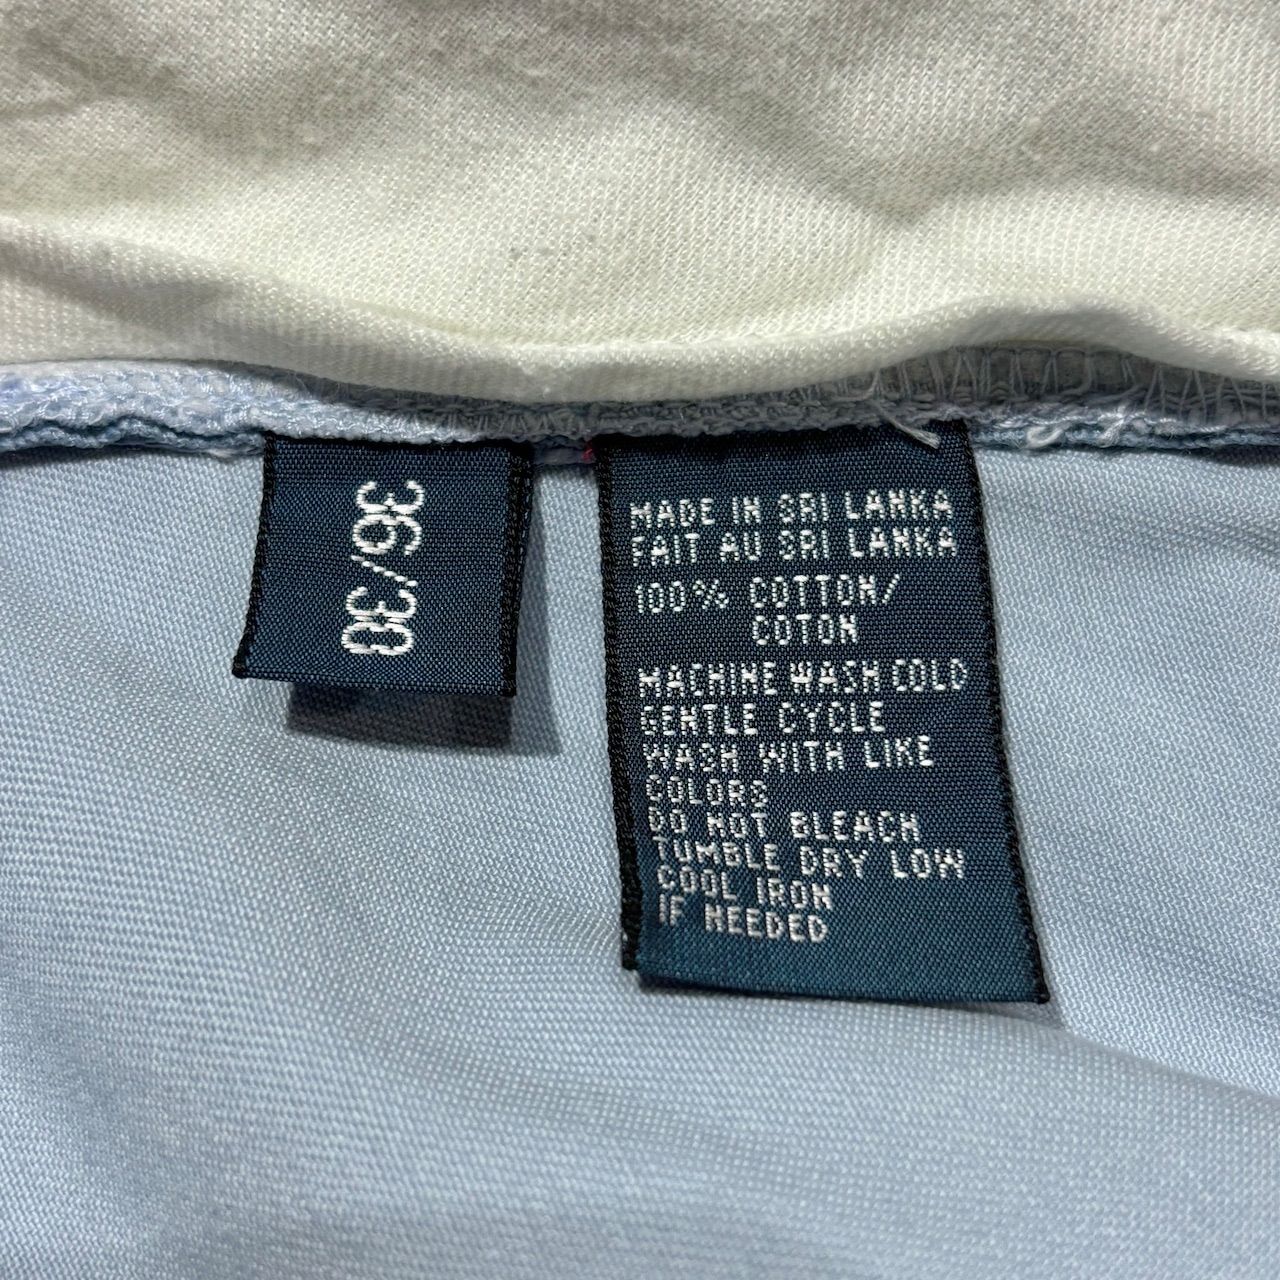 36/30
MADE IN SRI LANKA
FAIT AU SRI LANKA
100% COTTON/
COTON
MACHINE WASH COLD
GENTLE CYCLE
WASH WITH LIKE
COLORS
DO NOT BLEACH
TUMBLE DRY LOW
COOL IRON
IF NEEDED